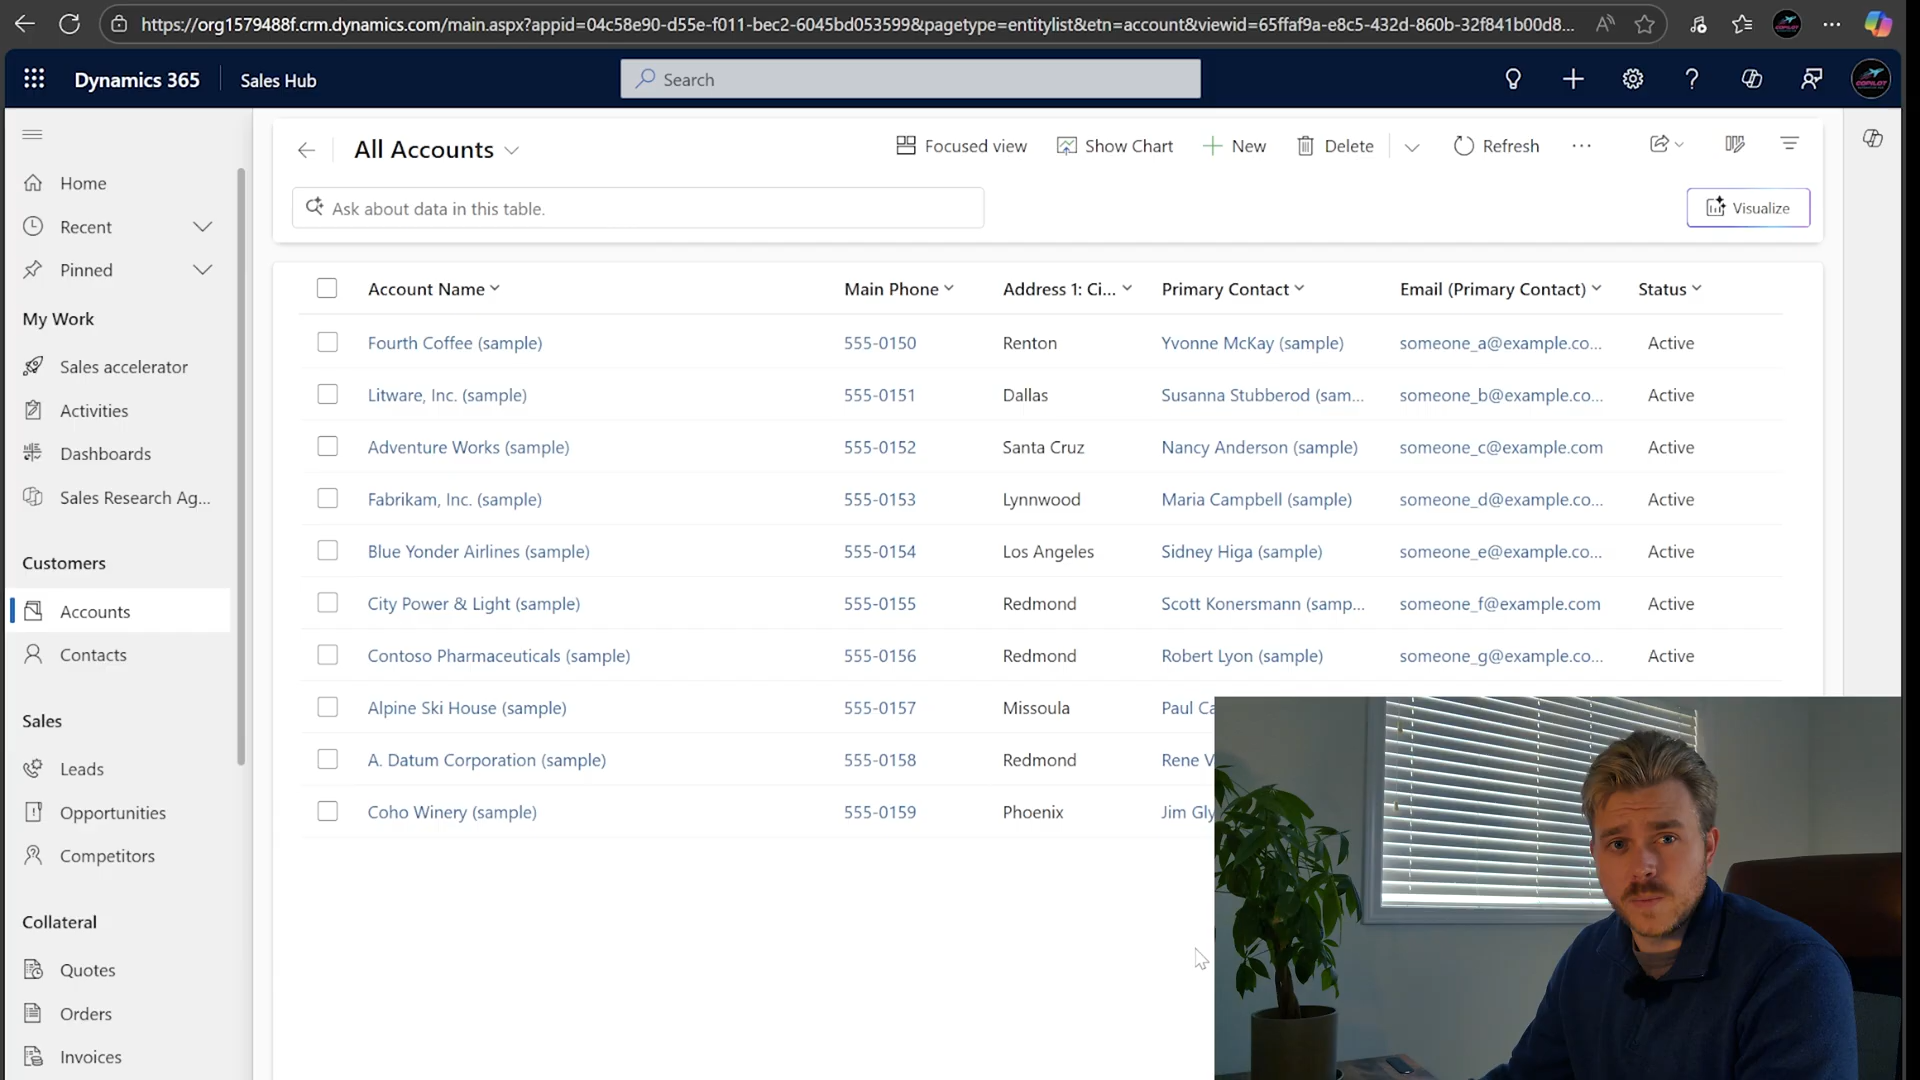 https://org1579488f.crm.dynamics.com/main.aspx?appid=04c58e90-d55e-f011-bec2-6045bd053599&pagetype=entitylist&etn=account&viewid=65ffaf9a-e8c5-432d-860b-32f841b00d8...
Dynamics 365
Sales Hub
Search
Home
Recent
Pinned
My Work
Sales accelerator
Activities
Dashboards
Sales Research Ag...
Customers
Accounts
Contacts
Sales
Leads
Opportunities
Competitors
Collateral
Quotes
Orders
Invoices
All Accounts
Focused view
Show Chart
New
Delete
Refresh
Ask about data in this table.
Visualize
Account Name Main Phone Address 1: Ci... Primary Contact Email (Primary Contact) Status
Fourth Coffee (sample) 555-0150 Renton Yvonne McKay (sample) someone_a@example.co... Active
Litware, Inc. (sample) 555-0151 Dallas Susanna Stubberod (sam... someone_b@example.co... Active
Adventure Works (sample) 555-0152 Santa Cruz Nancy Anderson (sample) someone_c@example.com Active
Fabrikam, Inc. (sample) 555-0153 Lynnwood Maria Campbell (sample) someone_d@example.co... Active
Blue Yonder Airlines (sample) 555-0154 Los Angeles Sidney Higa (sample) someone_e@example.co... Active
City Power & Light (sample) 555-0155 Redmond Scott Konersmann (samp... someone_f@example.com Active
Contoso Pharmaceuticals (sample) 555-0156 Redmond Robert Lyon (sample) someone_g@example.co... Active
Alpine Ski House (sample) 555-0157 Missoula Paul Ca
A. Datum Corporation (sample) 555-0158 Redmond Rene V
Coho Winery (sample) 555-0159 Phoenix Jim Gly